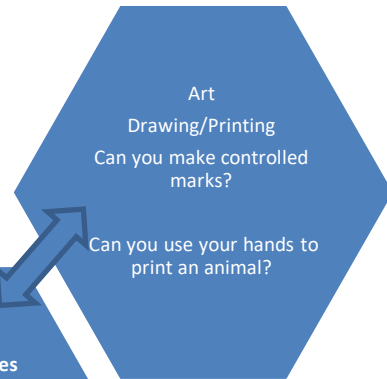 Art
Drawing/Printing
Can you make controlled
marks?
Can you use your hands to
print an animal?